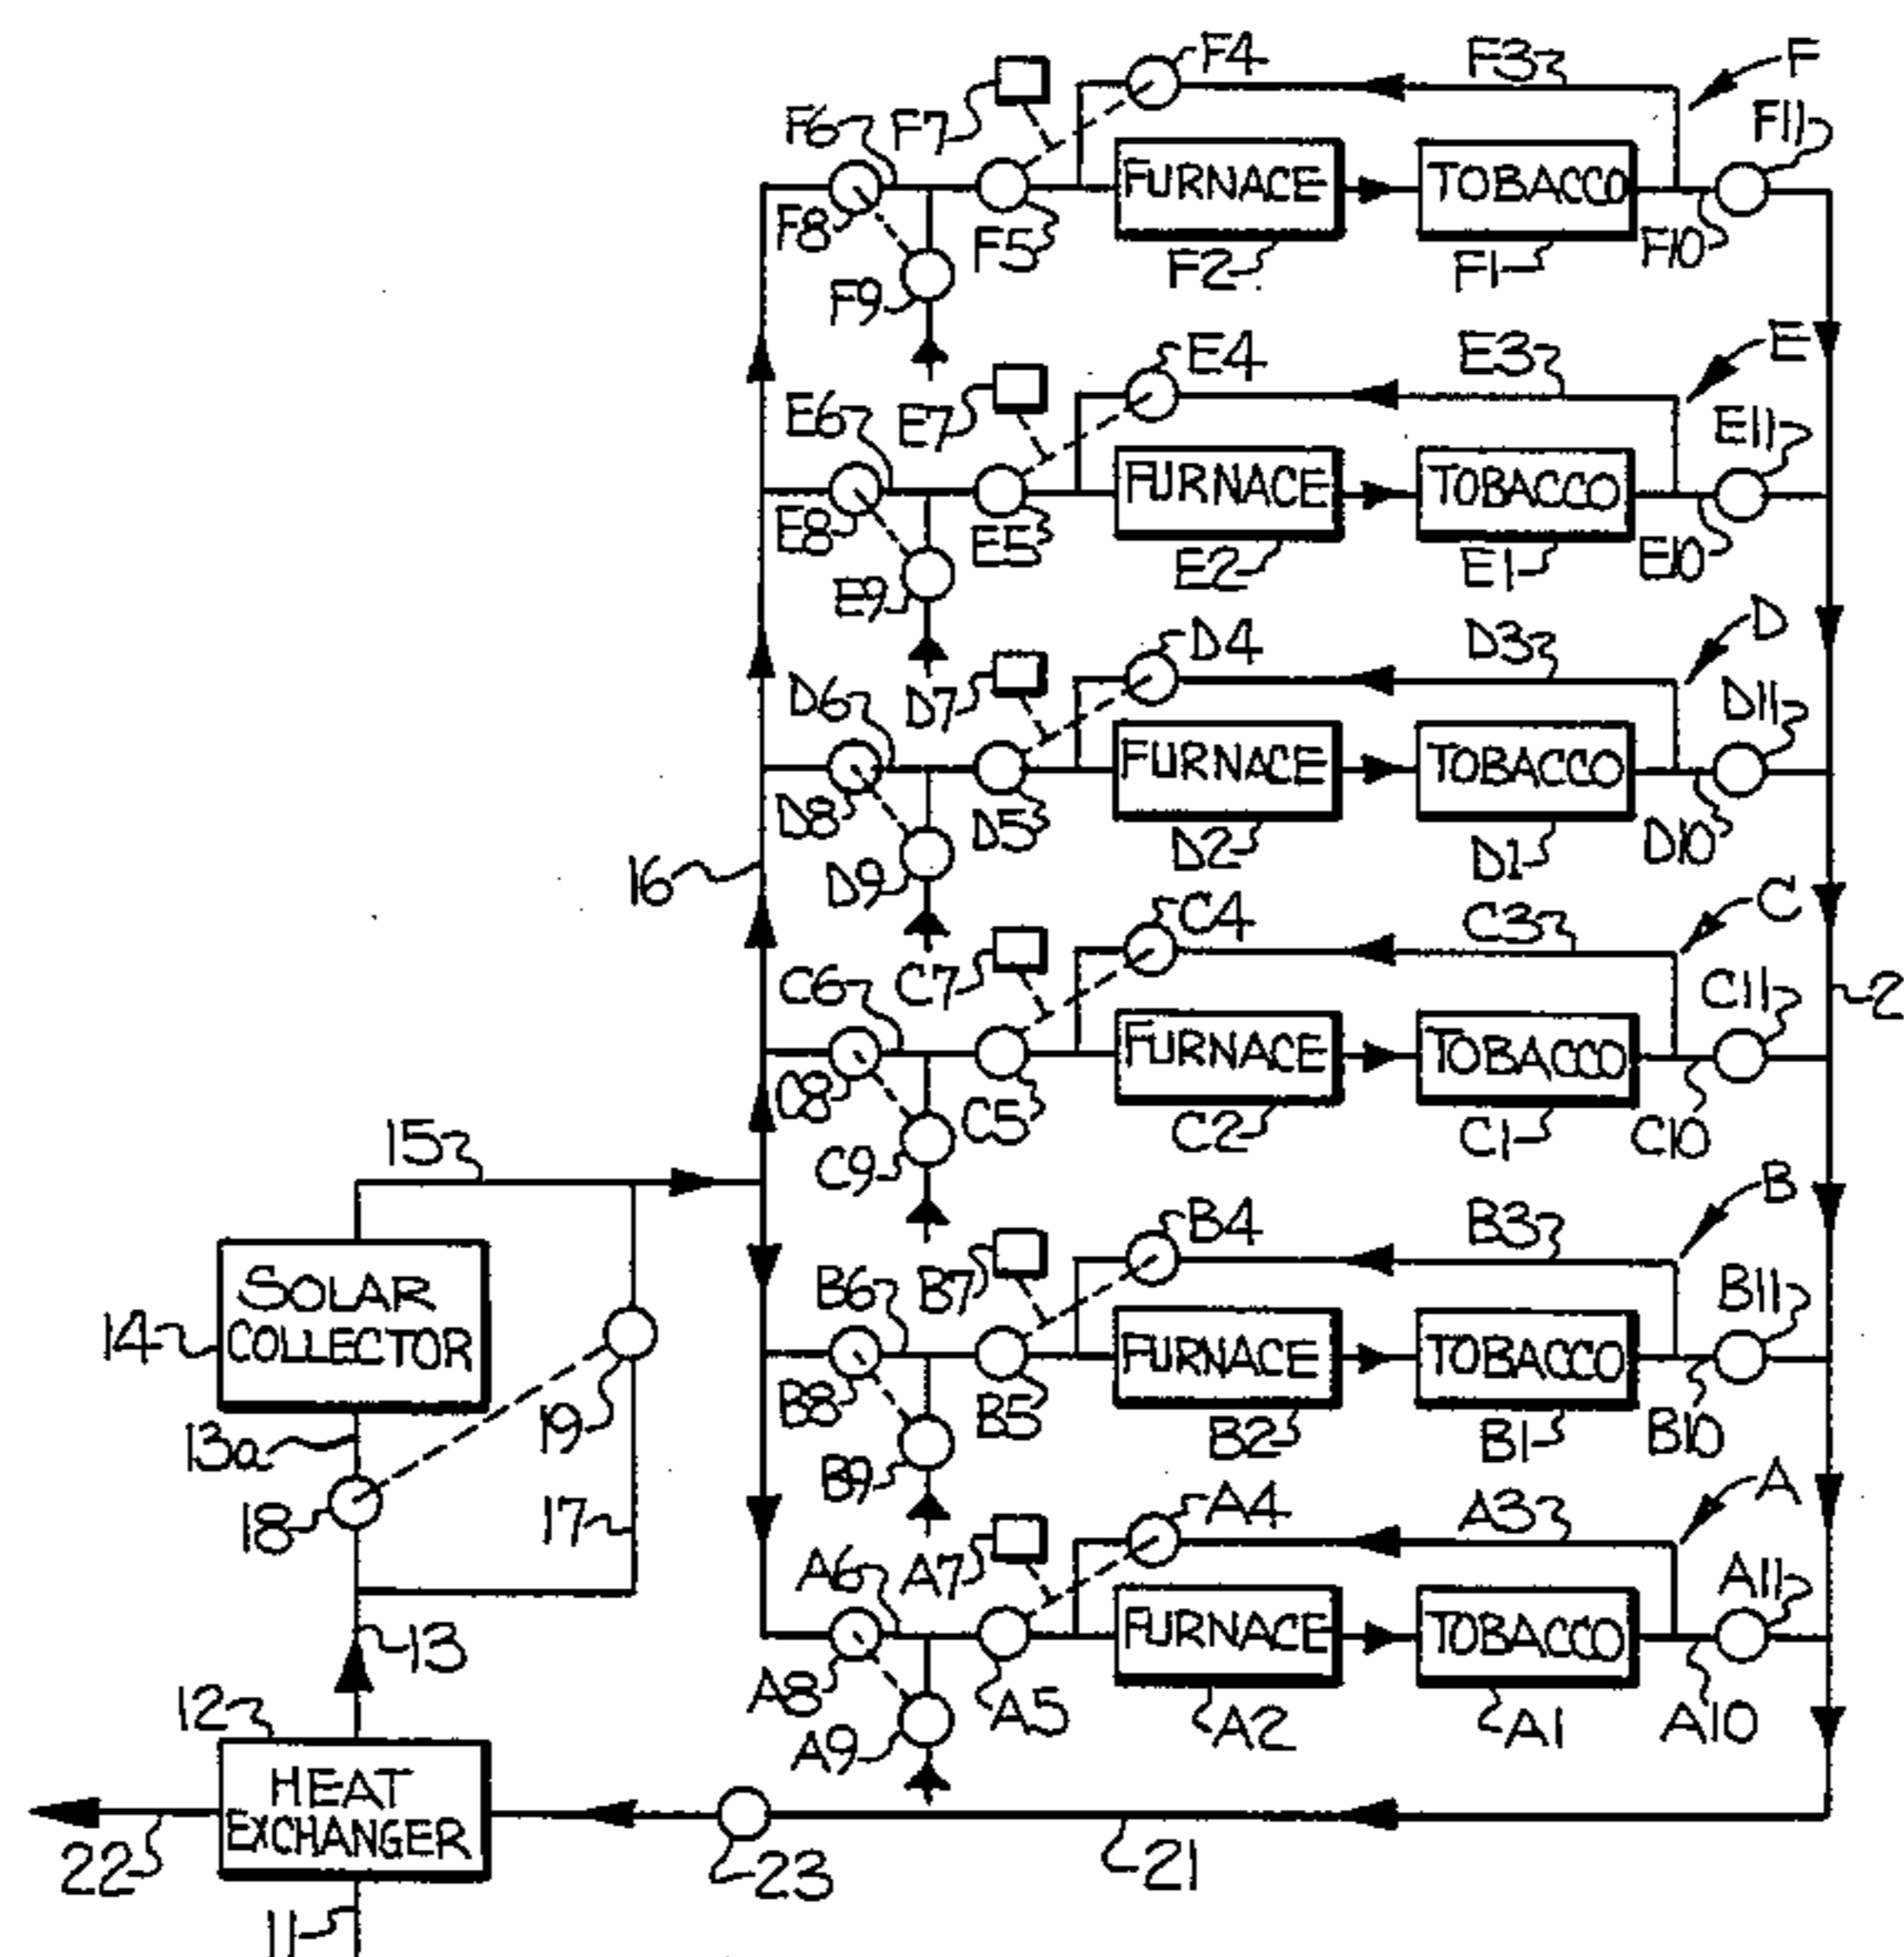 F4 F3 F
F6 F7 F11
FURNACE TOBACCO
F8 F5 F2 F1 F10
F9
E4 E3 E
E6 E7 E11
FURNACE TOBACCO
E8 E5 E2 E1 E10
E9
D4 D3 D
D6 D7 D11
FURNACE TOBACCO
D8 D5 D2 D1 D10
16 D9
C4 C3 C
C6 C7 C11 2
FURNACE TOBACCO
C8 C5 C2 C1 C10
15 C9
B4 B3 B
B6 B7 B11
SOLAR
14 COLLECTOR FURNACE TOBACCO
B8 B5 B2 B1 B10
13a 19 B9
18 17 A4 A3 A
A6 A7 A11
13 FURNACE TOBACCO
12 A8 A5 A2 A1 A10
A9
HEAT
EXCHANGER
22 23 21
11